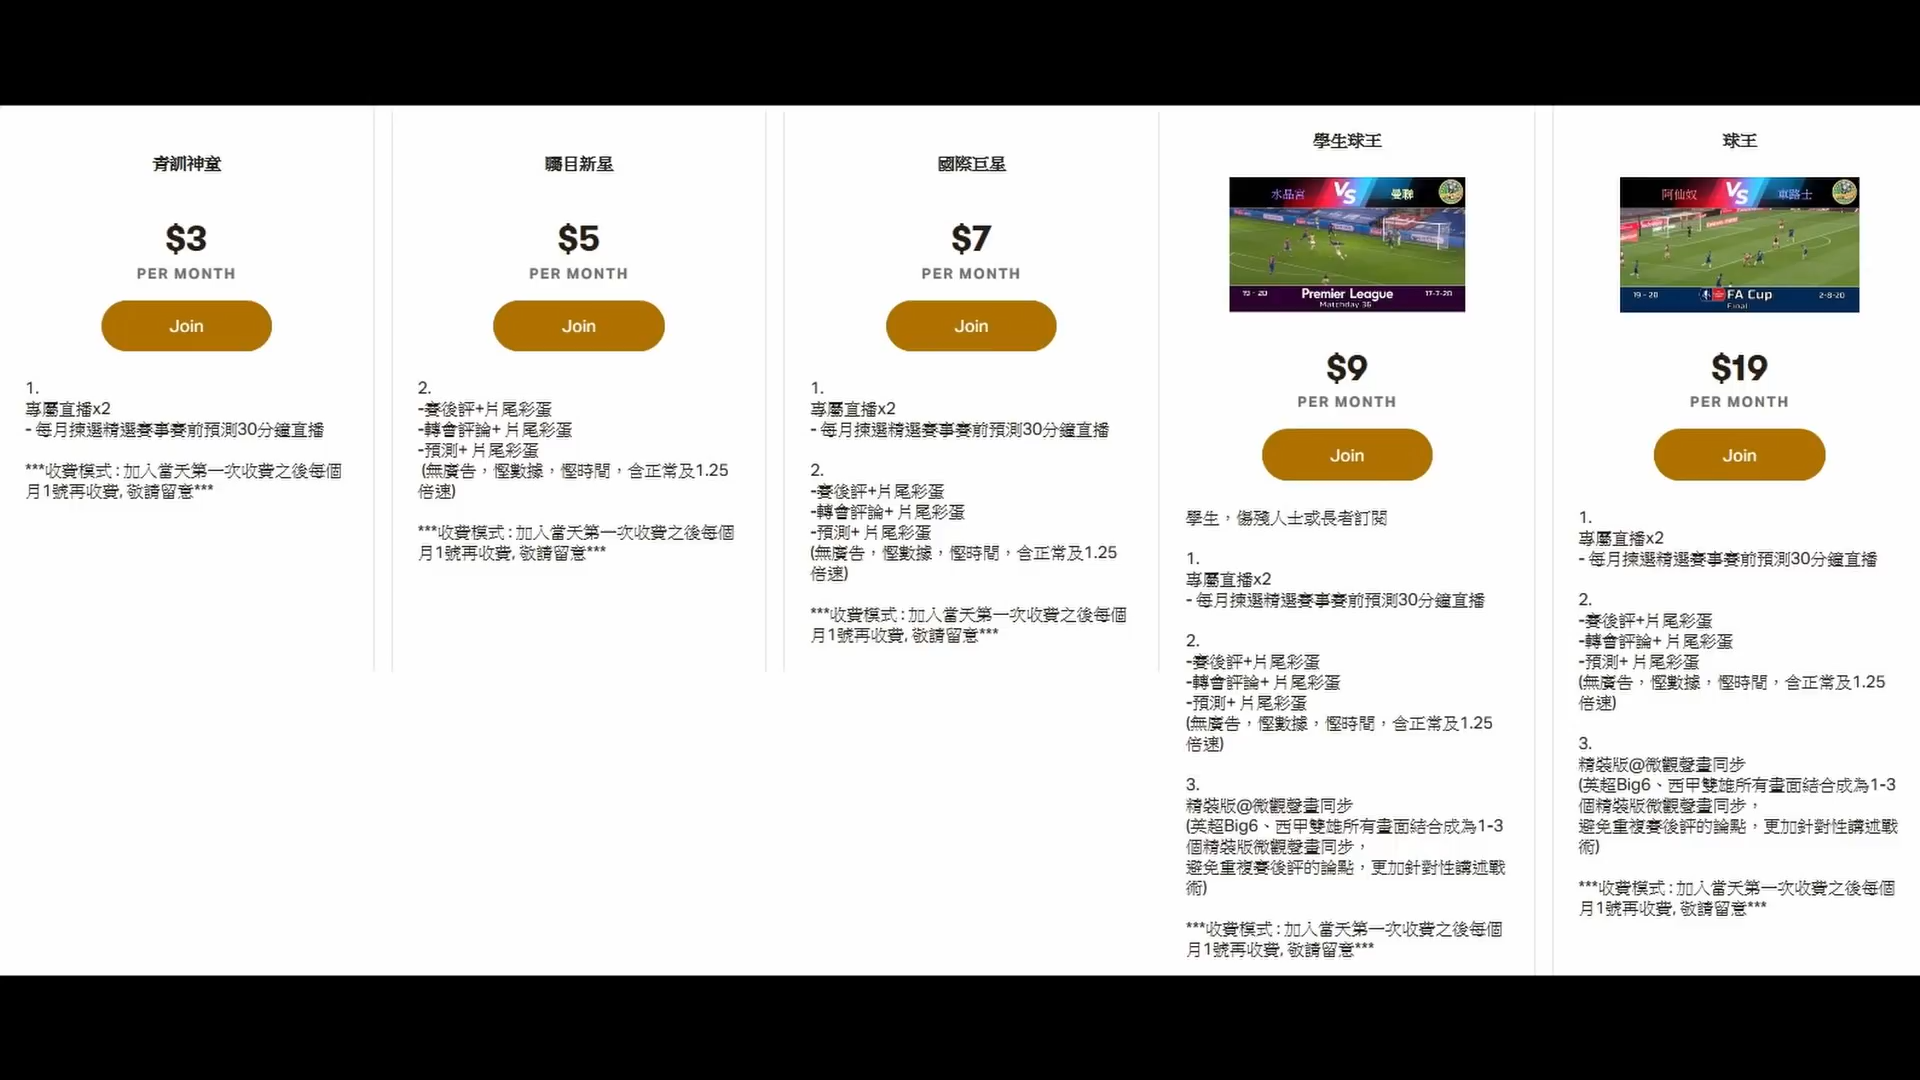 青訓神童
$3
PER MONTH
Join
1.
專屬直播x2
- 每月揀選精選賽事賽前預測30分鐘直播
***收費模式 : 加入當天第一次收費之後每個
月1號再收費, 敬請留意***
矚目新星
$5
PER MONTH
Join
2.
-賽後評+片尾彩蛋
-轉會評論+ 片尾彩蛋
-預測+ 片尾彩蛋
(無廣告，慳數據，慳時間，含正常及1.25
倍速)
***收費模式 : 加入當天第一次收費之後每個
月1號再收費, 敬請留意***
國際巨星
$7
PER MONTH
Join
1.
專屬直播x2
- 每月揀選精選賽事賽前預測30分鐘直播
2.
-賽後評+片尾彩蛋
-轉會評論+ 片尾彩蛋
-預測+ 片尾彩蛋
(無廣告，慳數據，慳時間，含正常及1.25
倍速)
***收費模式 : 加入當天第一次收費之後每個
月1號再收費, 敬請留意***
學生球王
水晶宮 VS 曼聯
19 - 20 Premier League 17-7-20
Matchday 36
$9
PER MONTH
Join
學生，傷殘人士或長者訂閱
1.
專屬直播x2
- 每月揀選精選賽事賽前預測30分鐘直播
2.
-賽後評+片尾彩蛋
-轉會評論+ 片尾彩蛋
-預測+ 片尾彩蛋
(無廣告，慳數據，慳時間，含正常及1.25
倍速)
3.
精裝版@微觀聲畫同步
(英超Big6、西甲雙雄所有畫面結合成為1-3
個精裝版微觀聲畫同步，
避免重複賽後評的論點，更加針對性講述戰
術)
***收費模式 : 加入當天第一次收費之後每個
月1號再收費, 敬請留意***
球王
阿仙奴 VS 車路士
19 - 20 FA Cup 2-8-20
Final
$19
PER MONTH
Join
1.
專屬直播x2
- 每月揀選精選賽事賽前預測30分鐘直播
2.
-賽後評+片尾彩蛋
-轉會評論+ 片尾彩蛋
-預測+ 片尾彩蛋
(無廣告，慳數據，慳時間，含正常及1.25
倍速)
3.
精裝版@微觀聲畫同步
(英超Big6、西甲雙雄所有畫面結合成為1-3
個精裝版微觀聲畫同步，
避免重複賽後評的論點，更加針對性講述戰
術)
***收費模式 : 加入當天第一次收費之後每個
月1號再收費, 敬請留意***